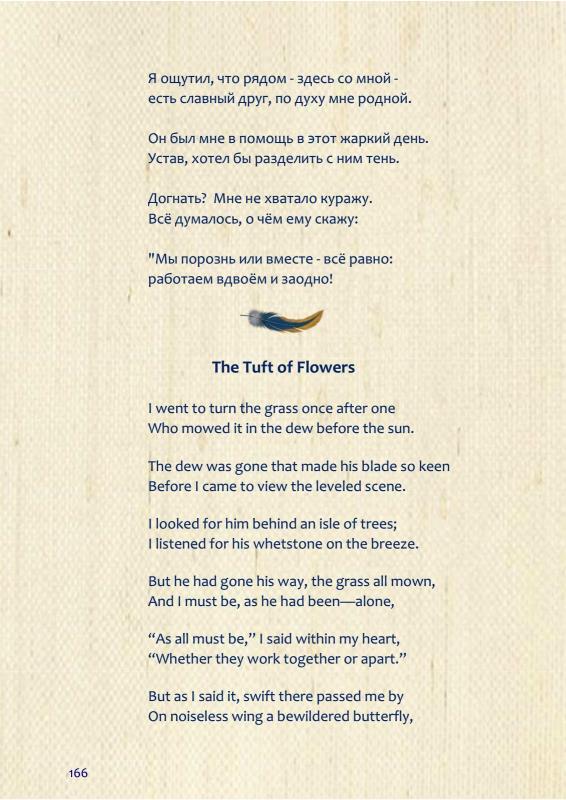 Я ощутил, что рядом - здесь со мной -
есть славный друг, по духу мне родной.
Он был мне в помощь в этот жаркий день.
Устав, хотел бы разделить с ним тень.
Догнать?  Мне не хватало куражу.
Всё думалось, о чём ему скажу:
"Мы порознь или вместе - всё равно:
работаем вдвоём и заодно!
The Tuft of Flowers
I went to turn the grass once after one
Who mowed it in the dew before the sun.
The dew was gone that made his blade so keen
Before I came to view the leveled scene.
I looked for him behind an isle of trees;
I listened for his whetstone on the breeze.
But he had gone his way, the grass all mown,
And I must be, as he had been—alone,
“As all must be,” I said within my heart,
“Whether they work together or apart.”
But as I said it, swift there passed me by
On noiseless wing a bewildered butterfly,
166